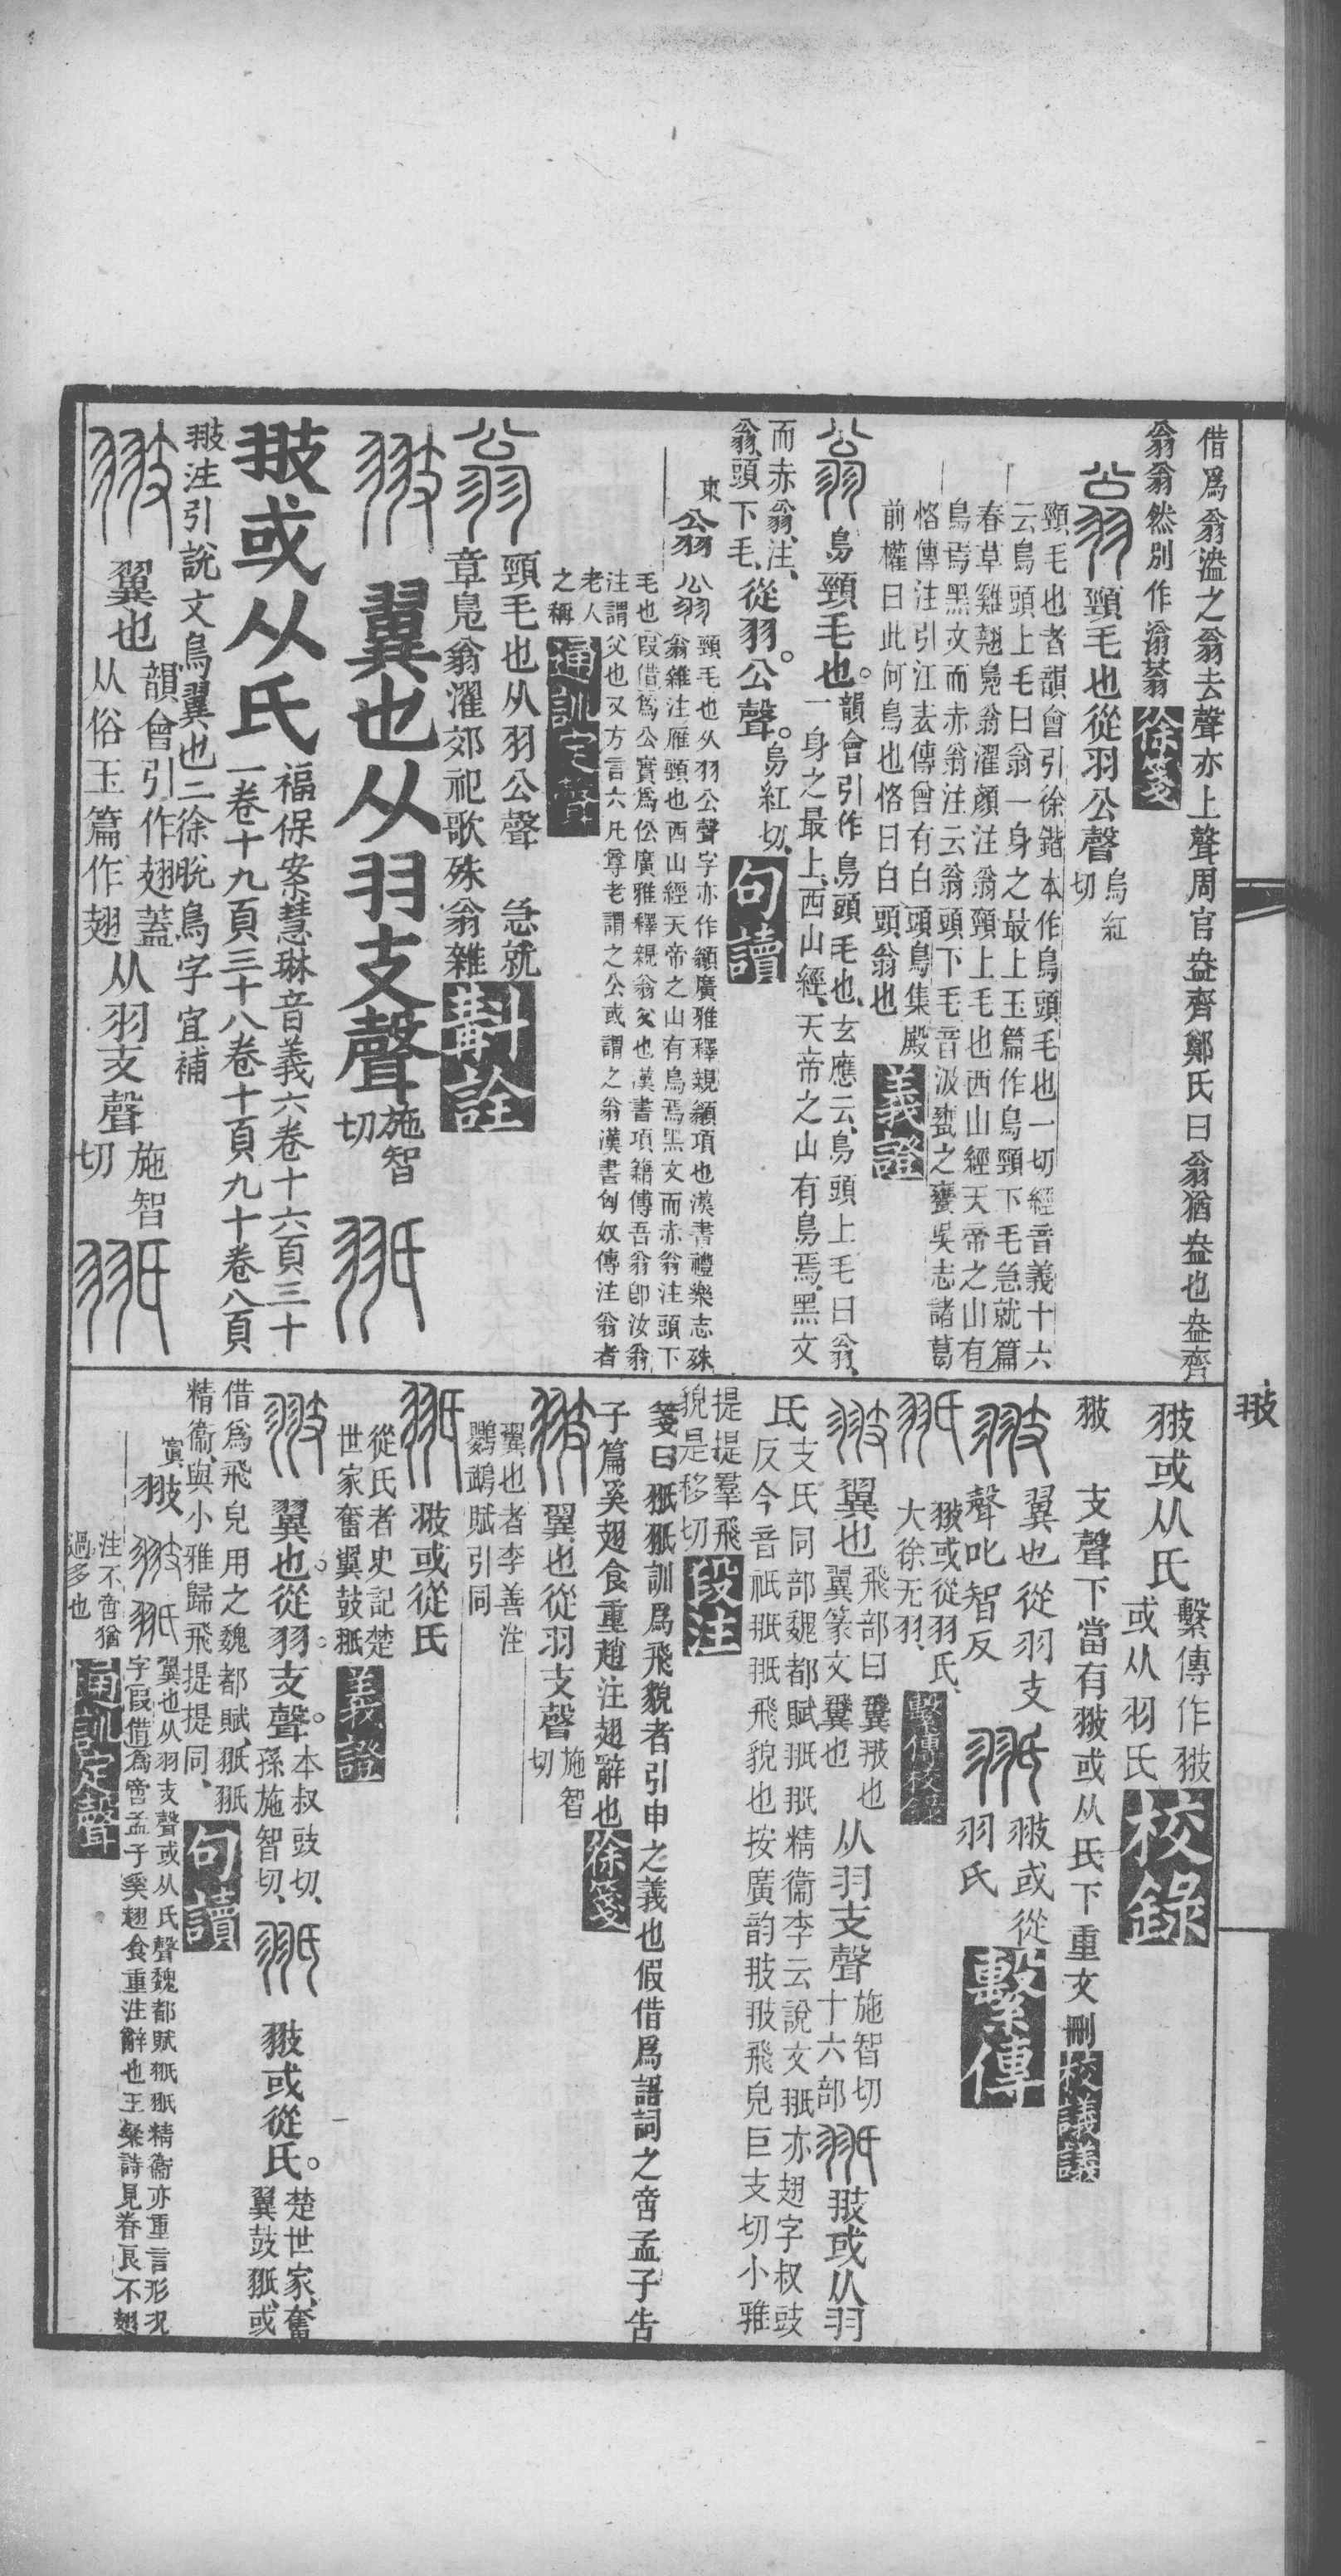 借爲翁瀚之翁去聲亦上聲周官盎齊鄭氏曰翁猶盎也盎齊
翁翁然別作滃蓊徐箋
翁頸毛也從羽公聲烏紅切
頸毛也者韻會引徐鍇本作鳥頭毛也一切經音義十六
云鳥頭上毛曰翁一身之最上玉篇作鳥頸下毛急就篇
春草雞翹鳧翁濯顏注翁頸上毛也西山經天帝之山有
鳥焉黑文而赤翁注云翁頭下毛音汲甕之甕吳志諸葛
恪傳注引江表傳曾有白頭鳥集殿
前權曰此何鳥也恪曰白頭翁也義證
翁鳥頸毛也。韻會引作鳥頭毛也、玄應云、鳥頭上毛曰翁、
一身之最上、西山經、天帝之山有鳥焉、黑文
而赤翁、注、
翁、頭下毛、從羽。公聲。烏紅切、句讀
東翁翁頸毛也从羽公聲字亦作𩔚廣雅釋親𩔚項也漢書禮樂志殊
翁雜注雁頸也西山經天帝之山有鳥焉黑文而赤翁注頭下
毛也叚借爲公實爲伀廣雅釋親翁父也漢書項籍傳吾翁卽汝翁
注謂父也又方言六凡尊老謂之公或謂之翁漢書匈奴傳注翁者
老人
之稱通訓定聲
翁頸毛也从羽公聲 急就
章鳧翁濯郊祀歌殊翁雜斠詮
翄翼也从羽支聲施智切𦐊
翄或从氏福保案慧琳音義六卷十六頁三十
一卷十九頁三十八卷十頁九十卷八頁
翄注引說文鳥翼也二徐脫鳥字宜補
翄翼也韻會引作翅蓋
从俗玉篇作翅从羽支聲施智切𦐊
翄
翄或从氏繫傳作翄
或从羽氏校錄
翄 支聲下當有翄或从氏下重文刪校議議
翄翼也從羽支
聲叱智反𦐊翄或從
羽氏繫傳
𦐊翄或從羽氏、
大徐无羽、繫傳校錄
翄翼也飛部曰䨎翄也
翼篆文䨎也从羽支聲施智切
十六部𦐊翄或从羽
氏支氏同部魏都賦𦐊𦐊精衞李云說文𦐊亦翅字叔豉
反今音祇𦐊𦐊飛貌也按廣韵翄翄飛皃巨支切小雅
提提羣飛
貌是移切段注
箋曰𦐊𦐊訓爲飛貌者引申之義也假借爲語詞之啻孟子告
子篇奚翅食重趙注翅辭也徐箋
翄翼也從羽支聲施智切
翼也者李善注
鸚鵡賦引同
𦐊翄或從氏
從氏者史記楚
世家奮翼鼓𦐊義證
翄翼也。從羽。支聲。本叔豉切、
孫施智切、𦐊翄或從氏。楚世家、奮
翼鼓𦐊、或
借爲飛皃用之魏都賦、𦐊𦐊
精衞、與小雅歸飛提提同、句讀
寅翄翄𦐊翼也从羽支聲或从氏聲魏都賦𦐊𦐊精衞亦重言形況
字叚借爲啻孟子奚翅食重注辭也王粲詩見眷良不翅
注不啻猶
過多也通訓定聲